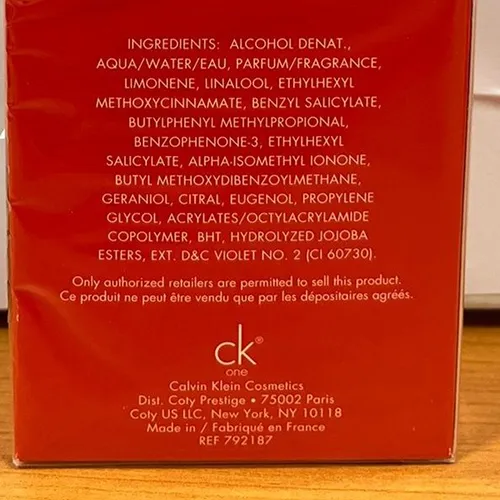 INGREDIENTS: ALCOHOL DENAT.,
AQUA/WATER/EAU, PARFUM/FRAGRANCE,
LIMONENE, LINALOOL, ETHYLHEXYL
METHOXYCINNAMATE, BENZYL SALICYLATE,
BUTYLPHENYL METHYLPROPIONAL,
BENZOPHENONE-3, ETHYLHEXYL
SALICYLATE, ALPHA-ISOMETHYL IONONE,
BUTYL METHOXYDIBENZOYLMETHANE,
GERANIOL, CITRAL, EUGENOL, PROPYLENE
GLYCOL, ACRYLATES/OCTYLACRYLAMIDE
COPOLYMER, BHT, HYDROLYZED JOJOBA
ESTERS, EXT. D&C VIOLET NO. 2 (CI 60730).
Only authorized retailers are permitted to sell this product.
Ce produit ne peut être vendu que par les dépositaires agréés.
ck®
one
Calvin Klein Cosmetics
Dist. Coty Prestige • 75002 Paris
Coty US LLC, New York, NY 10118
Made in / Fabriqué en France
REF 792187